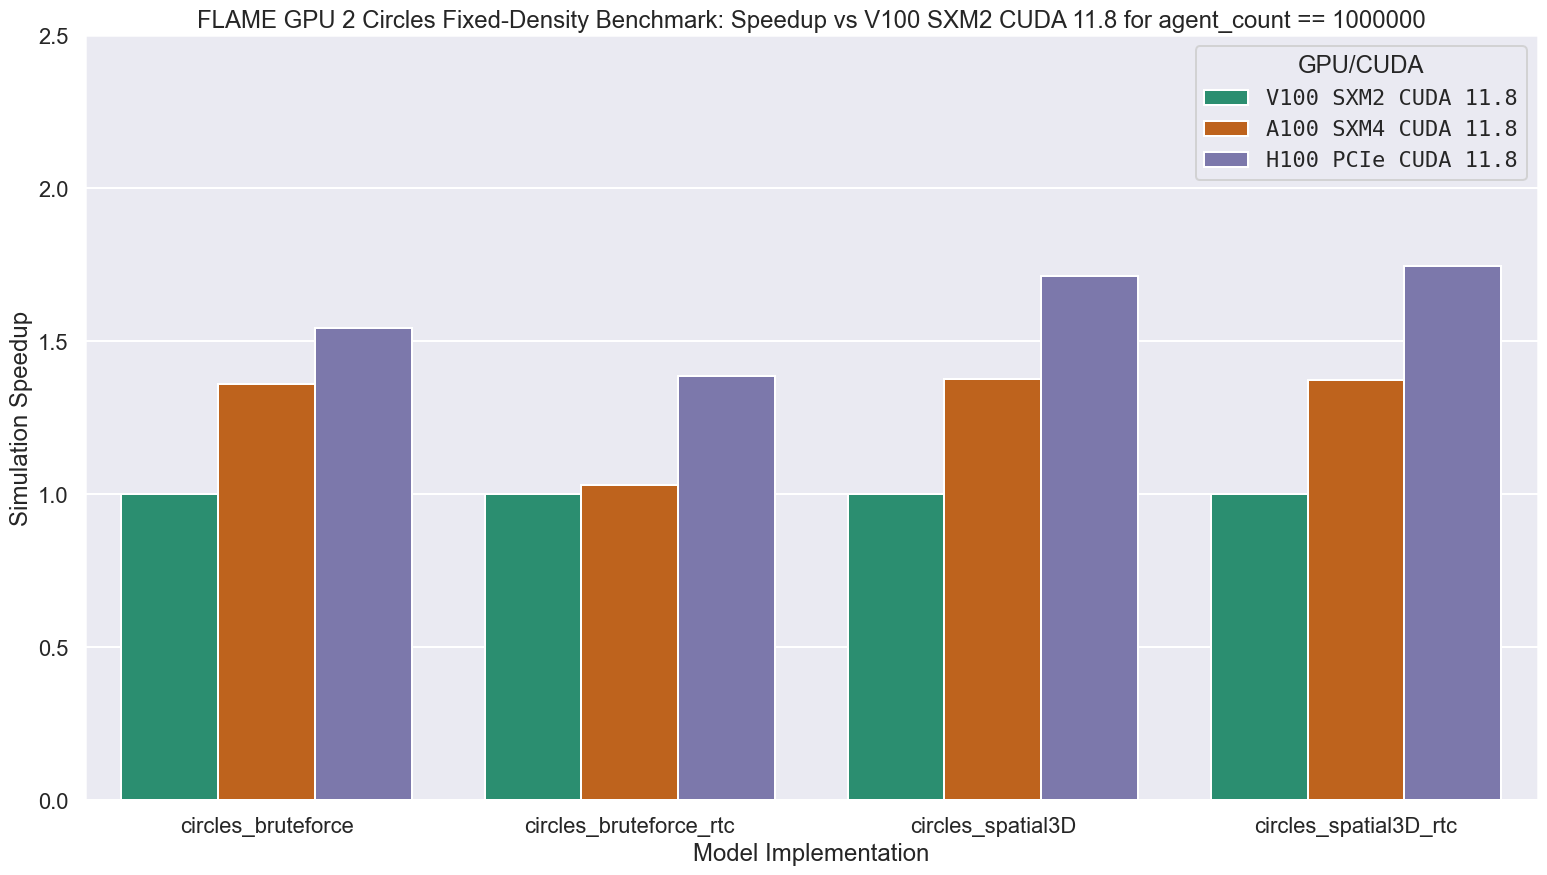 FLAME GPU 2 Circles Fixed-Density Benchmark: Speedup vs V100 SXM2 CUDA 11.8 for agent_count == 1000000
GPU/CUDA
V100 SXM2 CUDA 11.8
A100 SXM4 CUDA 11.8
H100 PCIe CUDA 11.8
Simulation Speedup
2.5
2.0
1.5
1.0
0.5
0.0
circles_bruteforce
circles_bruteforce_rtc
circles_spatial3D
circles_spatial3D_rtc
Model Implementation